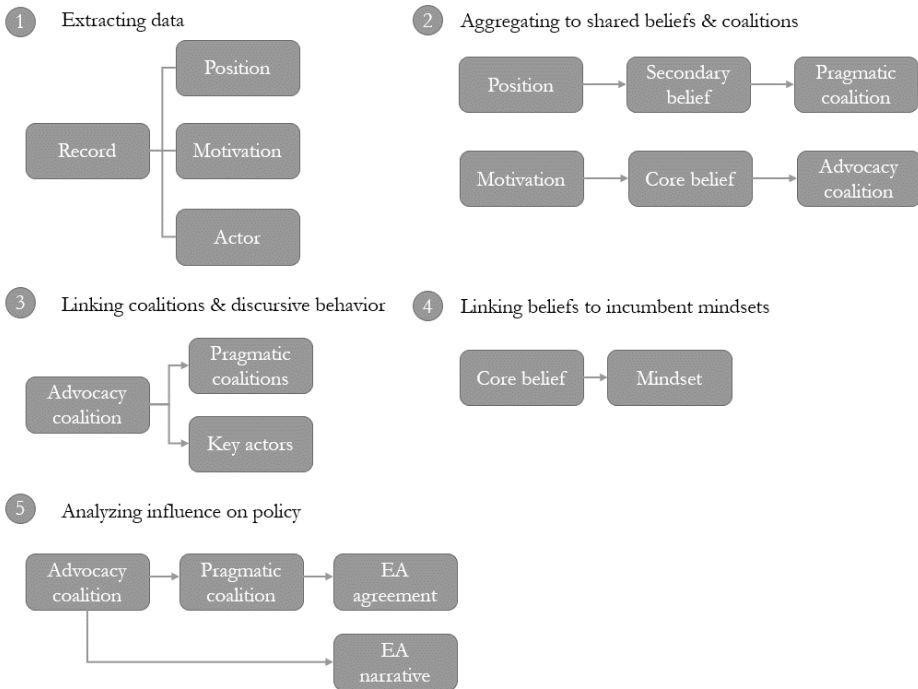 1
Extracting data
Position
Record
Motivation
Actor
2
Aggregating to shared beliefs & coalitions
Position
Secondary
belief
Pragmatic
coalition
Motivation
Core belief
Advocacy
coalition
3
Linking coalitions & discursive behavior
Advocacy
coalition
Pragmatic
coalitions
Key actors
4
Linking beliefs to incumbent mindsets
Core belief
Mindset
5
Analyzing influence on policy
Advocacy
coalition
Pragmatic
coalition
EA
agreement
EA
narrative